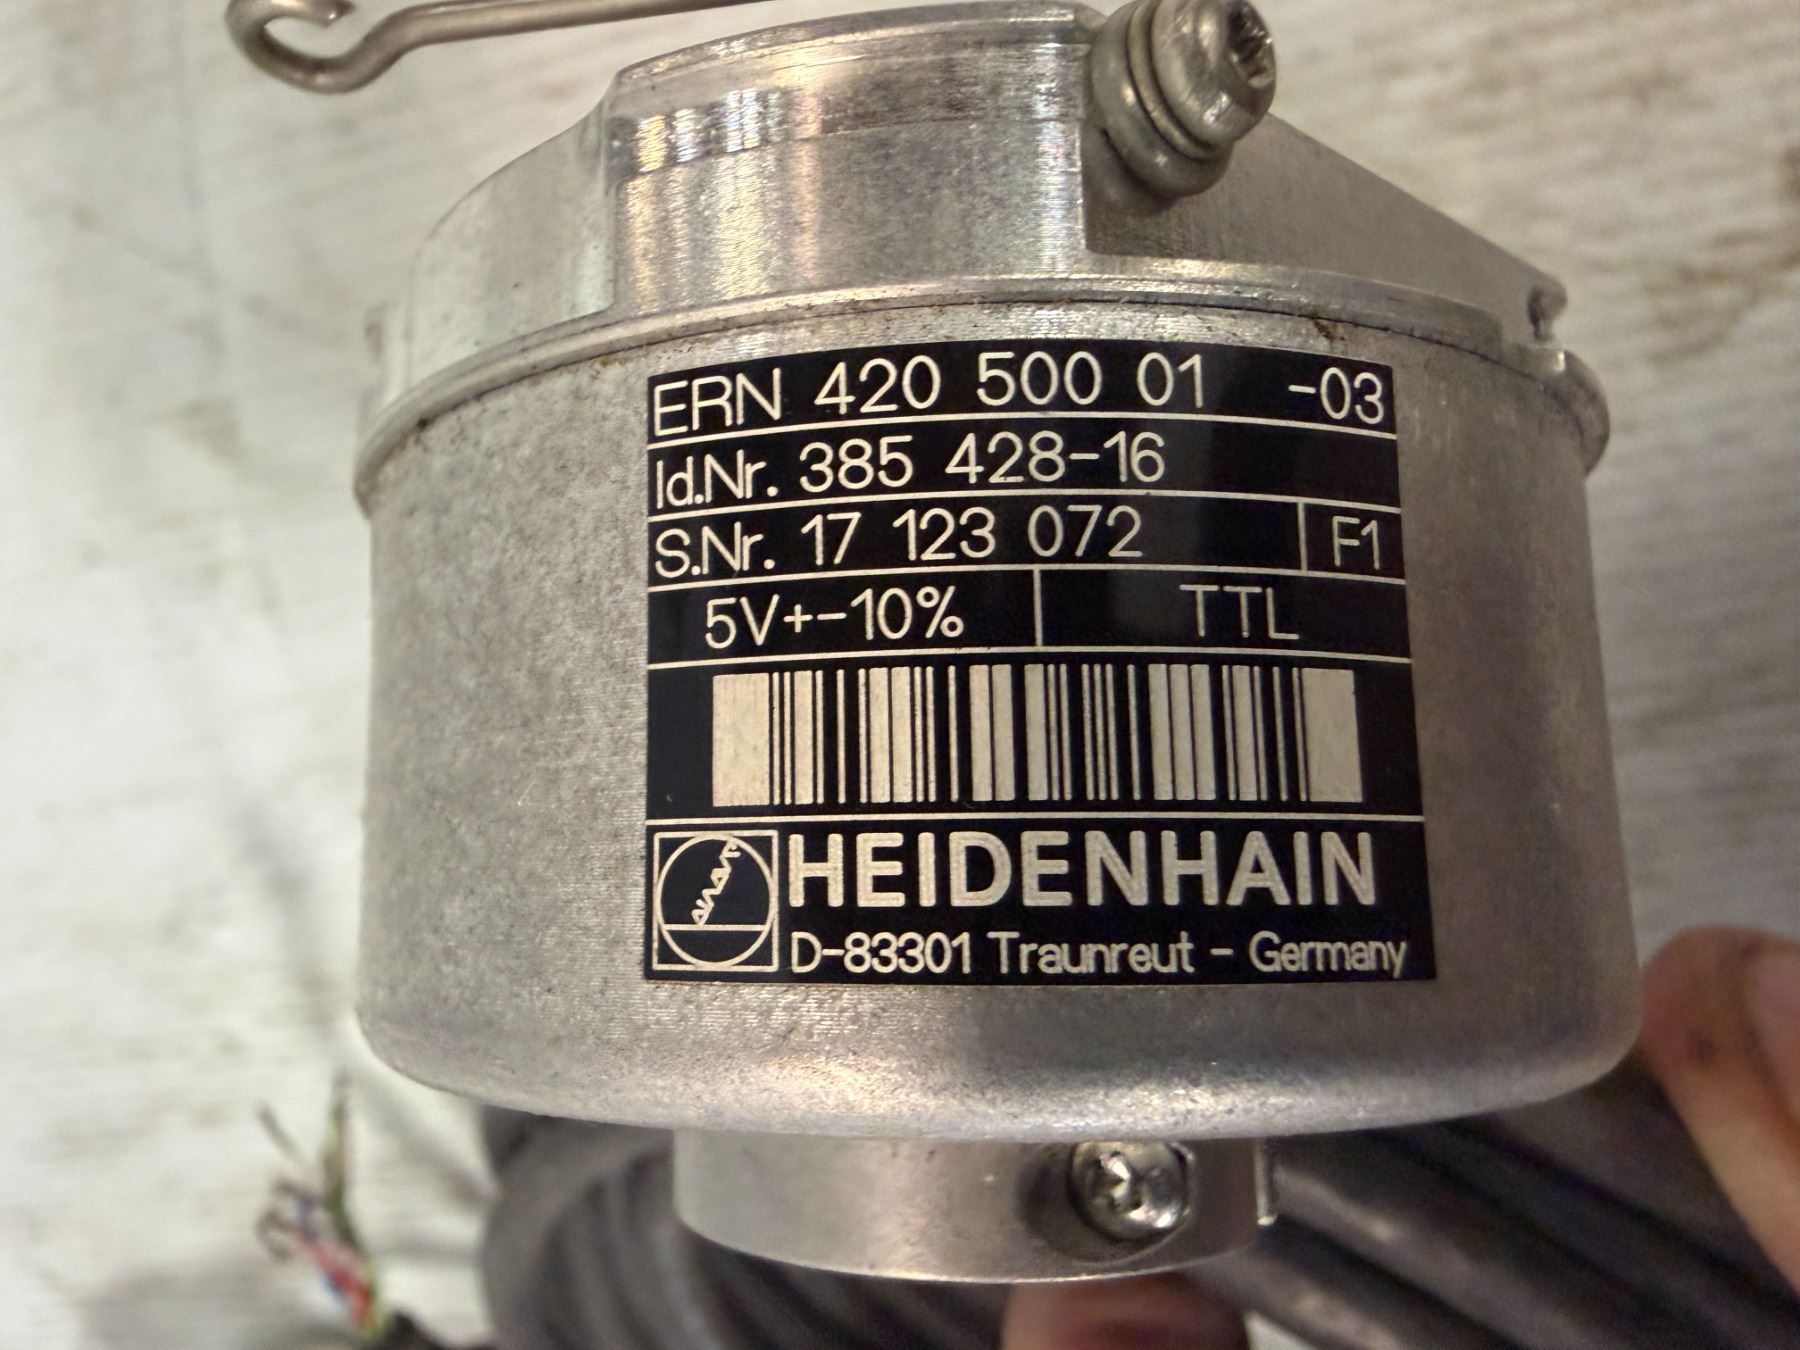 ERN 420 500 01 -03
Id.Nr. 385 428-16
S.Nr. 17 123 072 F1
5V+-10% TTL
HEIDENHAIN
D-83301 Traunreut - Germany